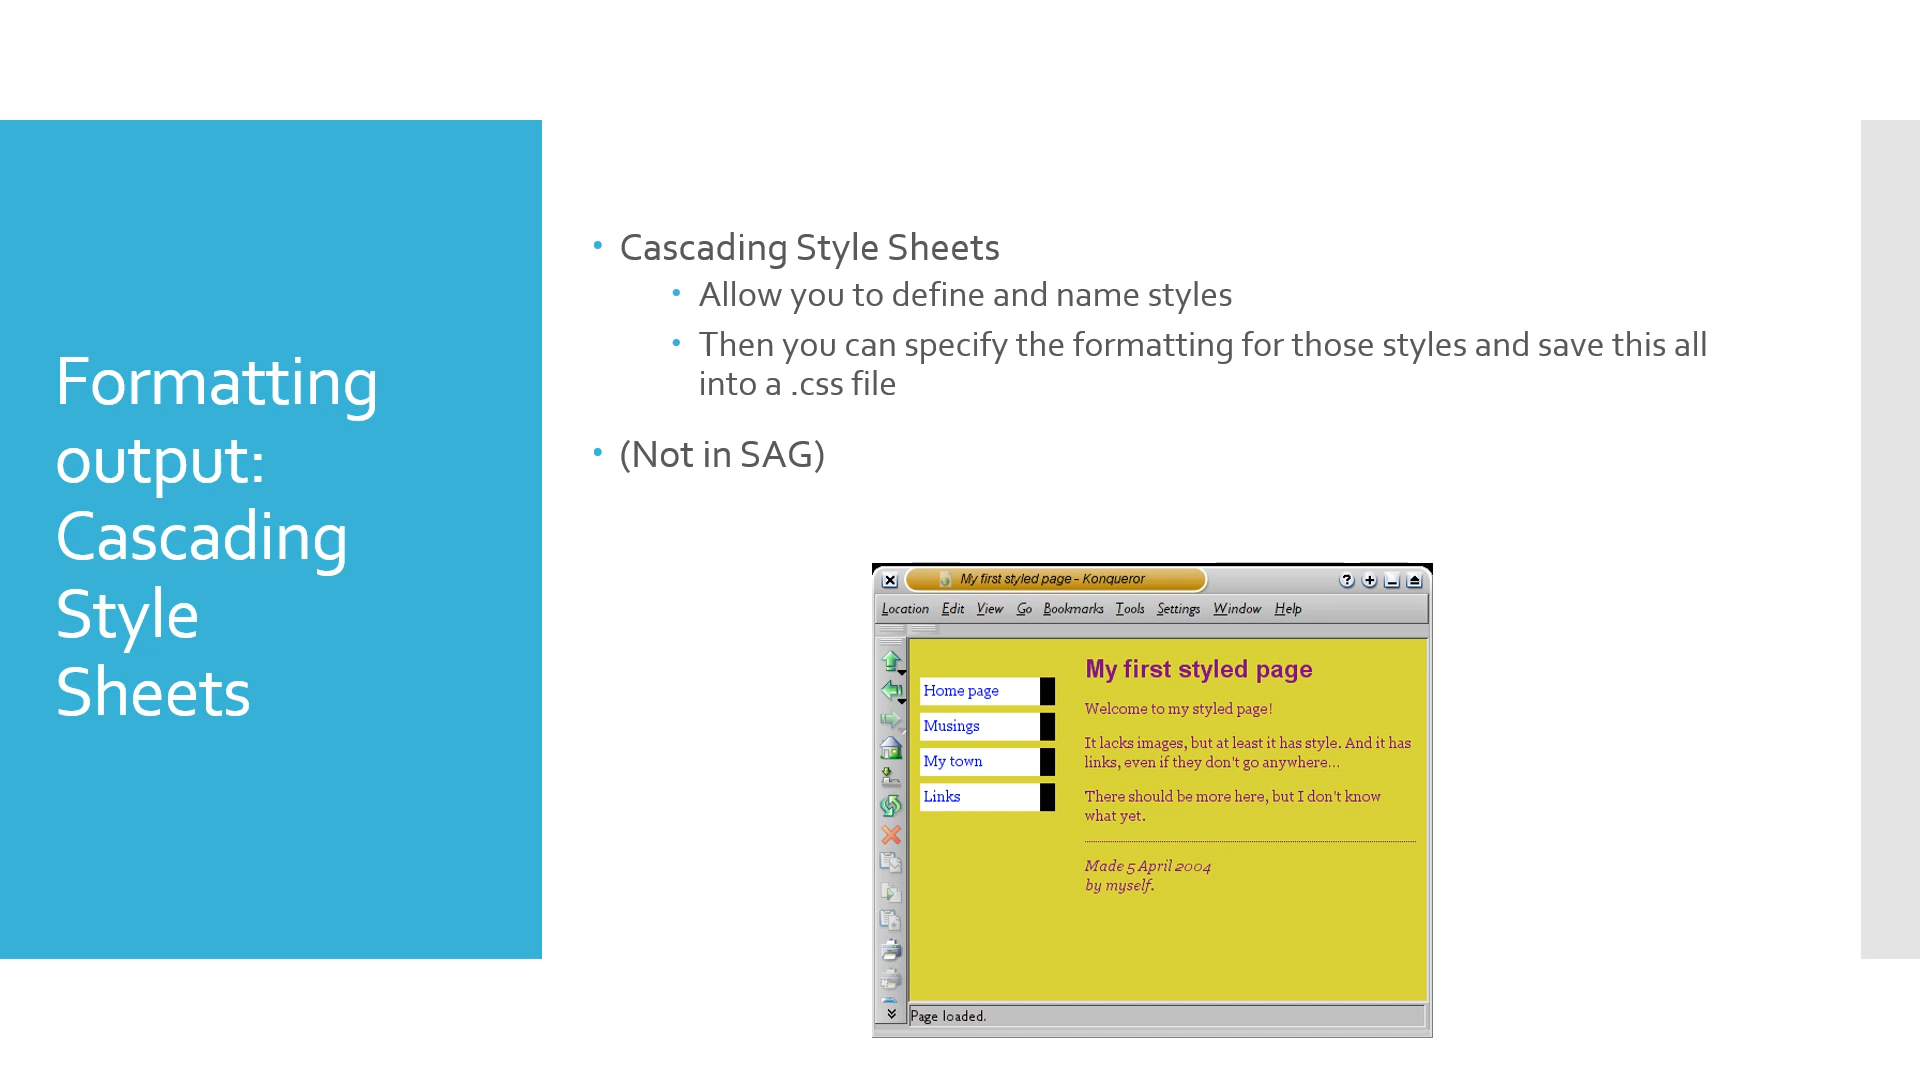 Formatting
output:
Cascading
Style
Sheets
• Cascading Style Sheets
• Allow you to define and name styles
• Then you can specify the formatting for those styles and save this all
into a .css file
• (Not in SAG)
My first styled page - Konqueror
Location Edit View Go Bookmarks Tools Settings Window Help
Home page
Musings
My town
Links
My first styled page
Welcome to my styled page!
It lacks images, but at least it has style. And it has
links, even if they don't go anywhere...
There should be more here, but I don't know
what yet.
Made 5 April 2004
by myself.
Page loaded.